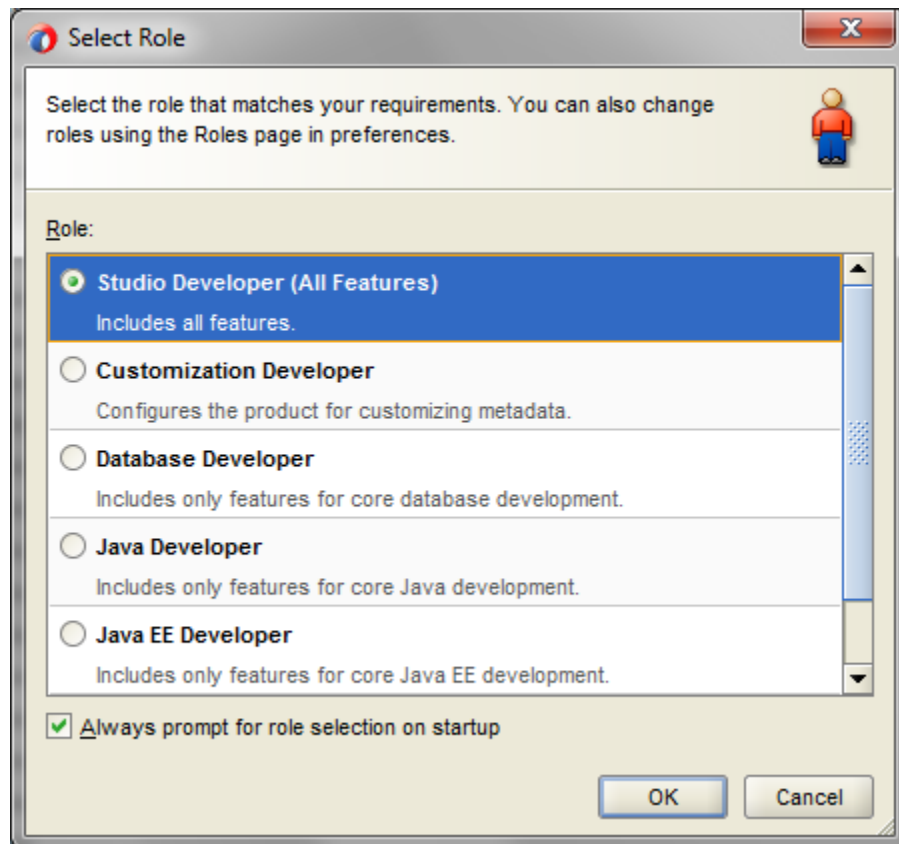 Select Role
Select the role that matches your requirements. You can also change
roles using the Roles page in preferences.
Role:
Studio Developer (All Features)
Includes all features.
Customization Developer
Configures the product for customizing metadata.
Database Developer
Includes only features for core database development.
Java Developer
Includes only features for core Java development.
Java EE Developer
Includes only features for core Java EE development.
Always prompt for role selection on startup
OK Cancel